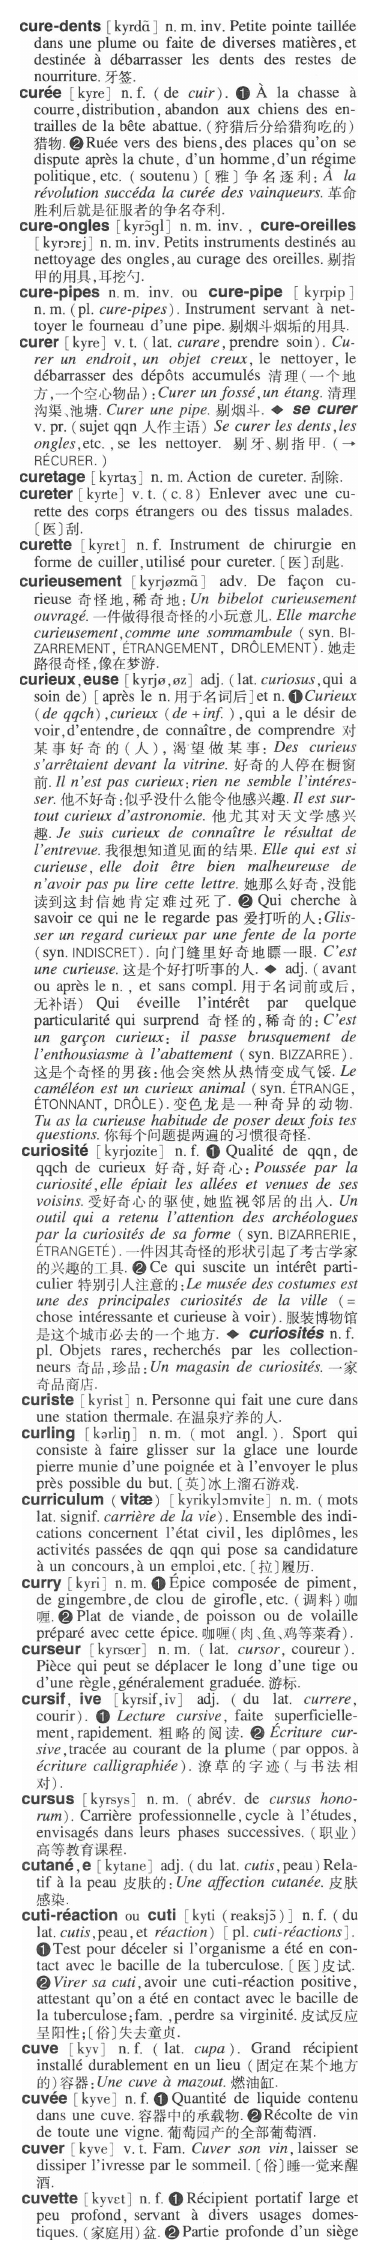 cure-dents [kyrdɑ̃] n. m. inv. Petite pointe taillée
dans une plume ou faite de diverses matières,et
destinée à débarrasser les dents des restes de
nourriture. 牙签.
curée [kyre] n. f. (de cuir). ❶ À la chasse à
courre,distribution, abandon aux chiens des en-
trailles de la bête abattue. (狩猎后分给猎狗吃的)
猎物. ❷ Ruée vers des biens,des places qu'on se
dispute après la chute, d'un homme,d'un régime
politique, etc. (soutenu)〔雅〕争名逐利: À la
révolution succéda la curée des vainqueurs. 革命
胜利后就是征服者的争名夺利.
cure-ongles [kyrɔ̃gl] n. m. inv., cure-oreilles
[kyrɔrɛj] n. m. inv. Petits instruments destinés au
nettoyage des ongles,au curage des oreilles. 剔指
甲的用具,耳挖勺.
cure-pipes n. m. inv. ou cure-pipe [kyrpip]
n. m. (pl. cure-pipes). Instrument servant à net-
toyer le fourneau d'une pipe. 剔烟斗烟垢的用具.
curer [kyre] v. t. (lat. curare, prendre soin). Cu-
rer un endroit, un objet creux, le nettoyer, le
débarrasser des dépôts accumulés 清理(一个地
方,一个空心物品): Curer un fossé,un étang. 清理
沟渠、池塘. Curer une pipe. 剔烟斗. ◆ se curer
v. pr. (sujet qqn 人作主语) Se curer les dents,les
ongles,etc., se les nettoyer. 剔牙、剔指甲. (→
RÉCURER.)
curetage [kyrtaʒ] n. m. Action de cureter. 刮除.
cureter [kyrte] v. t. (c. 8) Enlever avec une cu-
rette des corps étrangers ou des tissus malades.
〔医〕刮.
curette [kyrɛt] n. f. Instrument de chirurgie en
forme de cuiller,utilisé pour cureter.〔医〕刮匙.
curieusement [kyrjøzmɑ̃] adv. De façon cu-
rieuse 奇怪地,稀奇地: Un bibelot curieusement
ouvragé. 一件做得很奇怪的小玩意儿. Elle marche
curieusement,comme une sommambule (syn. BI-
ZARREMENT, ÉTRANGEMENT, DRÔLEMENT). 她走
路很奇怪,像在梦游.
curieux,euse [kyrjø,øz] adj. (lat. curiosus,qui a
soin de) [après le n. 用于名词后] et n. ❶ Curieux
(de qqch),curieux (de + inf.),qui a le désir de
voir,d'entendre, de connaître, de comprendre 对
某事好奇的(人), 渴望做某事: Des curieux
s'arrêtaient devant la vitrine. 好奇的人停在橱窗
前. Il n'est pas curieux;rien ne semble l'intéres-
ser. 他不好奇;似乎没什么能令他感兴趣. Il est sur-
tout curieux d'astronomie. 他尤其对天文学感兴
趣. Je suis curieux de connaître le résultat de
l'entrevue. 我很想知道见面的结果. Elle qui est si
curieuse, elle doit être bien malheureuse de
n'avoir pas pu lire cette lettre. 她那么好奇,没能
读到这封信她肯定难过死了. ❷ Qui cherche à
savoir ce qui ne le regarde pas 爱打听的人:Glis-
ser un regard curieux par une fente de la porte
(syn. INDISCRET). 向门缝里好奇地瞟一眼. C'est
une curieuse. 这是个好打听事的人. ◆ adj. (avant
ou après le n., et sans compl. 用于名词前或后,
无补语) Qui éveille l'intérêt par quelque
particularité qui surprend 奇怪的,稀奇的: C'est
un garçon curieux; il passe brusquement de
l'enthousiasme à l'abattement (syn. BIZZARRE).
这是个奇怪的男孩:他会突然从热情变成气馁. Le
caméléon est un curieux animal (syn. ÉTRANGE,
ÉTONNANT, DRÔLE). 变色龙是一种奇异的动物.
Tu as la curieuse habitude de poser deux fois tes
questions. 你每个问题提两遍的习惯很奇怪.
curiosité [kyrjozite] n. f. ❶ Qualité de qqn, de
qqch de curieux 好奇,好奇心: Poussée par la
curiosité,elle épiait les allées et venues de ses
voisins. 受好奇心的驱使,她监视邻居的出入. Un
outil qui a retenu l'attention des archéologues
par la curiosités de sa forme (syn. BIZARRERIE,
ÉTRANGETÉ). 一件因其奇怪的形状引起了考古学家
的兴趣的工具. ❷ Ce qui suscite un intérêt parti-
culier 特别引人注意的:Le musée des costumes est
une des principales curiosités de la ville (=
chose intéressante et curieuse à voir). 服装博物馆
是这个城市必去的一个地方. ◆ curiosités n. f.
pl. Objets rares, recherchés par les collection-
neurs 奇品,珍品: Un magasin de curiosités. 一家
奇品商店.
curiste [kyrist] n. Personne qui fait une cure dans
une station thermale. 在温泉疗养的人.
curling [kərliŋ] n. m. (mot angl.). Sport qui
consiste à faire glisser sur la glace une lourde
pierre munie d'une poignée et à l'envoyer le plus
près possible du but. [英]冰上溜石游戏.
curriculum (vitæ) [kyrikylɔmvite] n. m. (mots
lat. signif. carrière de la vie). Ensemble des indi-
cations concernent l'état civil, les diplômes, les
activités passées de qqn qui pose sa candidature
à un concours,à un emploi,etc. [拉]履历.
curry [kyri] n. m. ❶ Épice composée de piment,
de gingembre,de clou de girofle,etc. (调料)咖
喱. ❷ Plat de viande, de poisson ou de volaille
préparé avec cette épice. 咖喱(肉、鱼、鸡等菜肴).
curseur [kyrsœr] n. m. (lat. cursor, coureur).
Pièce qui peut se déplacer le long d'une tige ou
d'une règle,généralement graduée. 游标.
cursif, ive [kyrsif,iv] adj. (du lat. currere,
courir). ❶ Lecture cursive, faite superficielle-
ment,rapidement. 粗略的阅读. ❷ Écriture cur-
sive,tracée au courant de la plume (par oppos. à
écriture calligraphiée). 潦草的字迹(与书法相
对).
cursus [kyrsys] n. m. (abrév. de cursus hono-
rum). Carrière professionnelle,cycle à l'études,
envisagés dans leurs phases successives. (职业)
高等教育课程.
cutané,e [kytane] adj. (du lat. cutis,peau) Rela-
tif à la peau 皮肤的: Une affection cutanée. 皮肤
感染.
cuti-réaction ou cuti [kyti (reaksjɔ̃)] n. f. (du
lat. cutis,peau,et réaction) [pl. cuti-réactions].
❶ Test pour déceler si l'organisme a été en con-
tact avec le bacille de la tuberculose.〔医〕皮试.
❷ Virer sa cuti,avoir une cuti-réaction positive,
attestant qu'on a été en contact avec le bacille de
la tuberculose;fam.,perdre sa virginité. 皮试反应
呈阳性;〔俗〕失去童贞.
cuve [kyv] n. f. (lat. cupa). Grand récipient
installé durablement en un lieu (固定在某个地方
的)容器:Une cuve à mazout. 燃油缸.
cuvée [kyve] n. f. ❶ Quantité de liquide contenu
dans une cuve. 容器中的承载物. ❷ Récolte de vin
de toute une vigne. 葡萄园产的全部葡萄酒.
cuver [kyve] v. t. Fam. Cuver son vin,laisser se
dissiper l'ivresse par le sommeil.〔俗〕睡一觉来醒
酒.
cuvette [kyvɛt] n. f. ❶ Récipient portatif large et
peu profond, servant à divers usages domes-
tiques. (家庭用)盆. ❷ Partie profonde d'un siège